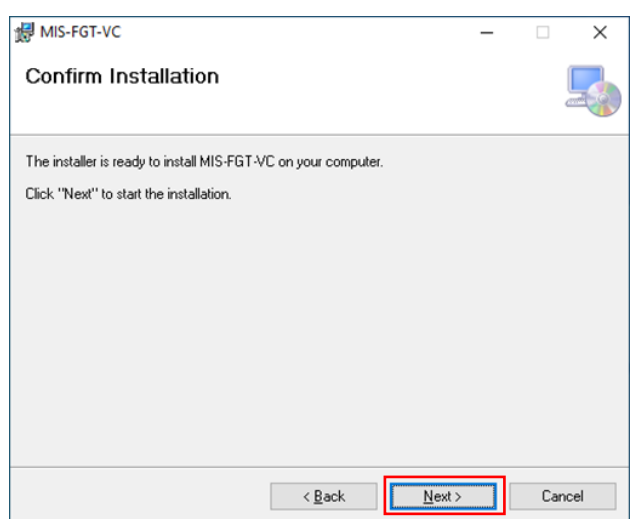 MIS-FGT-VC
Confirm Installation
The installer is ready to install MIS-FGT-VC on your computer.
Click "Next" to start the installation.
< Back
Next >
Cancel